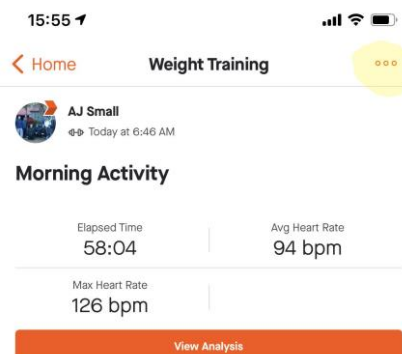 15:55
Home Weight Training
AJ Small
Today at 6:46 AM
Morning Activity
Elapsed Time Avg Heart Rate
58:04 94 bpm
Max Heart Rate
126 bpm
View Analysis